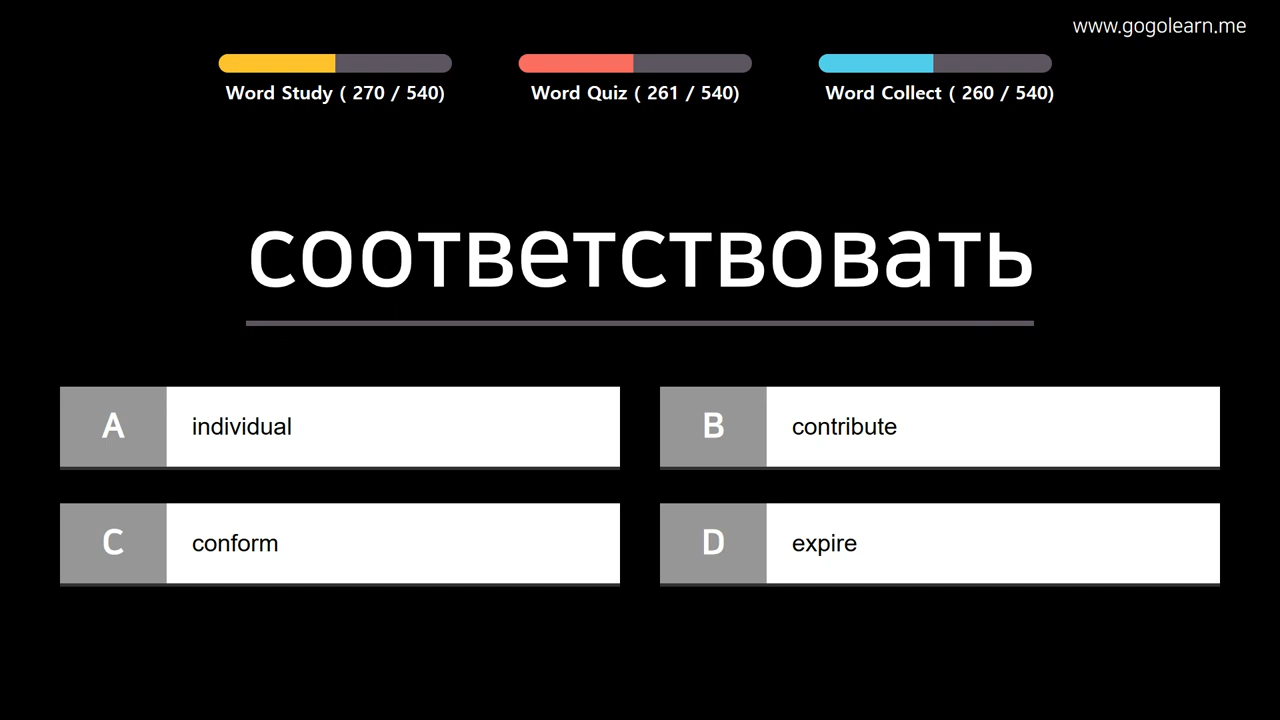 www.gogolearn.me
Word Study ( 270 / 540)
Word Quiz ( 261 / 540)
Word Collect ( 260 / 540)
соответствовать
A individual
B contribute
C conform
D expire